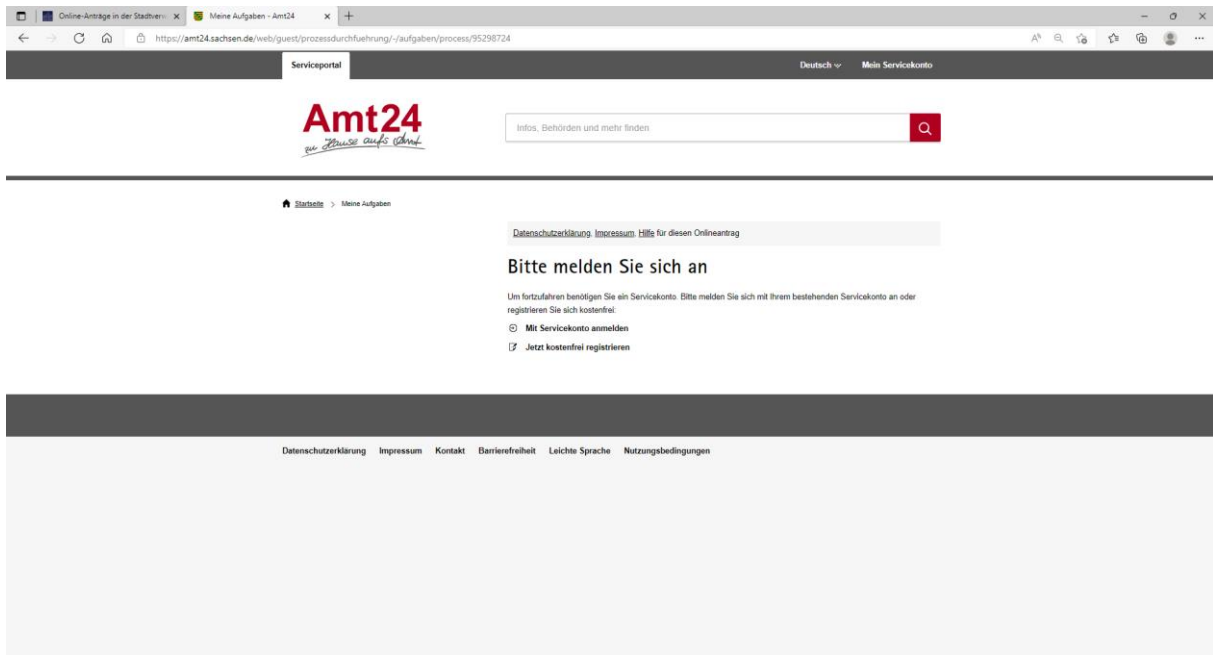 Online-Anträge in der Stadtverw
Meine Aufgaben - Amt24
https://amt24.sachsen.de/web/guest/prozessdurchfuehrung/-/aufgaben/process/95298724
Serviceportal
Deutsch
Mein Servicekonto
Amt24
zu Hause aufs Amt
Infos, Behörden und mehr finden
Startseite > Meine Aufgaben
Datenschutzerklärung, Impressum, Hilfe für diesen Onlineantrag
Bitte melden Sie sich an
Um fortzufahren benötigen Sie ein Servicekonto. Bitte melden Sie sich mit Ihrem bestehenden Servicekonto an oder
registrieren Sie sich kostenfrei:
Mit Servicekonto anmelden
Jetzt kostenfrei registrieren
Datenschutzerklärung Impressum Kontakt Barrierefreiheit Leichte Sprache Nutzungsbedingungen